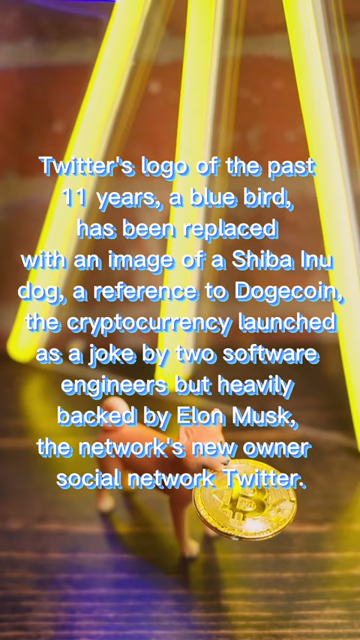 Twitter's logo of the past
11 years, a blue bird,
has been replaced
with an image of a Shiba Inu
dog, a reference to Dogecoin,
the cryptocurrency launched
as a joke by two software
engineers but heavily
backed by Elon Musk,
the network's new owner
social network Twitter.